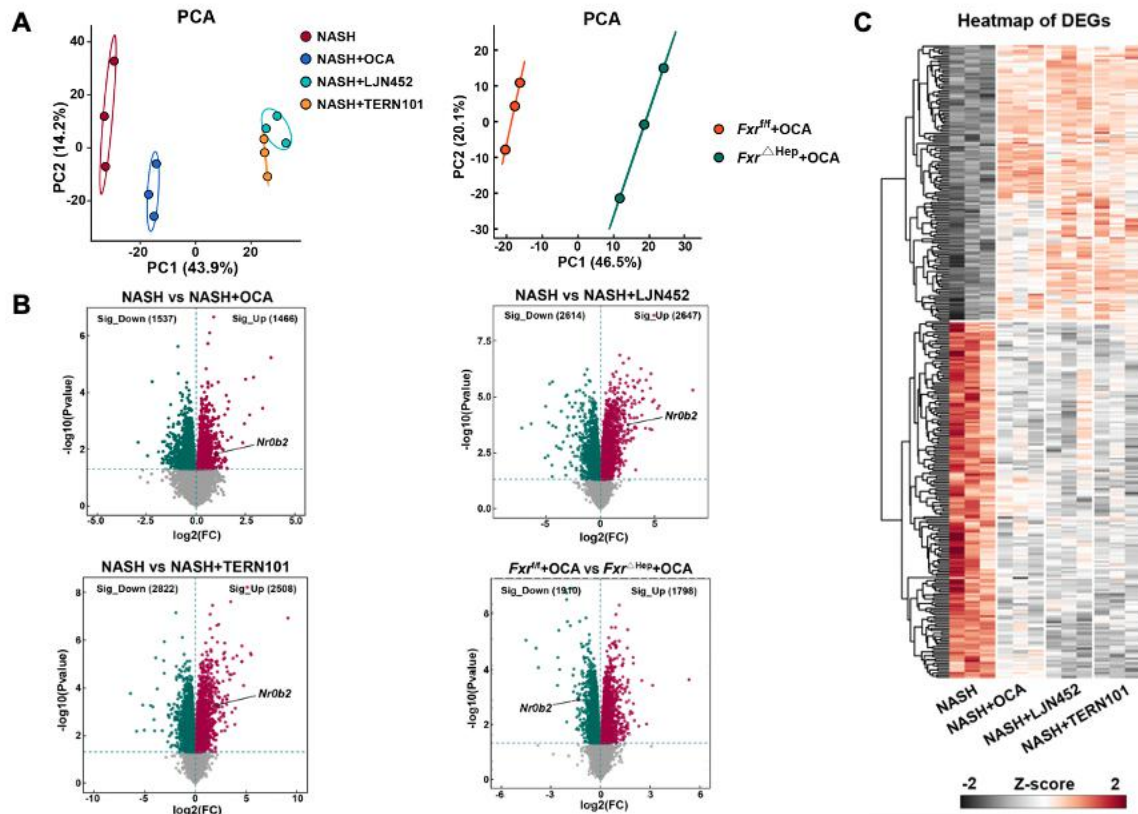 A
PCA
40
20
0
-20
PC2 (14.2%)
-20
0
20
PC1 (43.9%)
NASH
NASH+OCA
NASH+LJN452
NASH+TERN101
PCA
20
10
0
-10
-20
-30
PC2 (20.1%)
-20
-10
0
10
20
30
PC1 (46.5%)
Fxrf/f+OCA
Fxr△Hep+OCA
B
NASH vs NASH+OCA
Sig_Down (1537)
Sig_Up (1466)
6
4
2
0
-log10(Pvalue)
Nr0b2
-5.0
-2.5
0.0
2.5
5.0
log2(FC)
NASH vs NASH+LJN452
Sig_Down (2614)
Sig_Up (2647)
7.5
5.0
2.5
0.0
-log10(Pvalue)
Nr0b2
-5
0
5
log2(FC)
NASH vs NASH+TERN101
Sig_Down (2822)
Sig_Up (2508)
8
6
4
2
0
-log10(Pvalue)
Nr0b2
-10
-5
0
5
10
log2(FC)
Fxrf/f+OCA vs Fxr△Hep+OCA
Sig_Down (1910)
Sig_Up (1798)
6
4
2
0
-log10(Pvalue)
Nr0b2
-6
-3
0
3
6
log2(FC)
C
Heatmap of DEGs
NASH
NASH+OCA
NASH+LJN452
NASH+TERN101
-2 Z-score 2